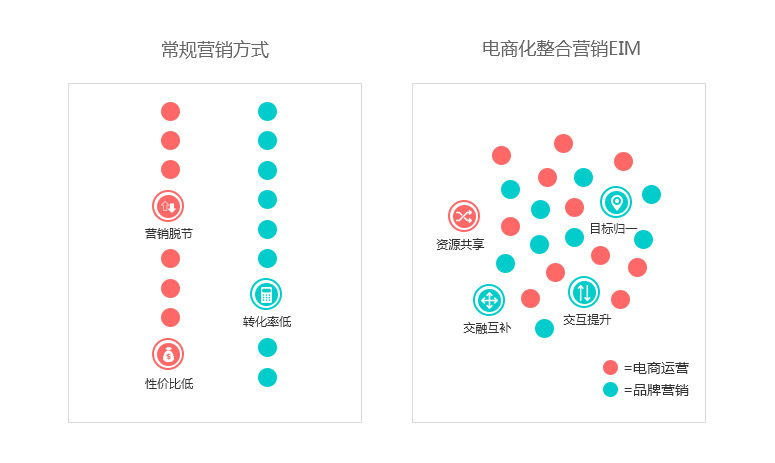 常规营销方式
营销脱节
转化率低
性价比低
电商化整合营销EIM
目标归一
资源共享
交互提升
交融互补
=电商运营
=品牌营销